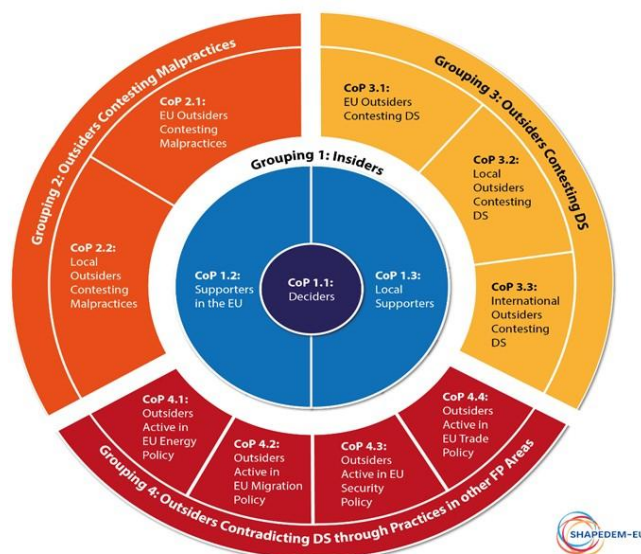 Grouping 2: Outsiders Contesting Malpractices
CoP 2.1:
EU Outsiders
Contesting
Malpractices
CoP 2.2:
Local
Outsiders
Contesting
Malpractices
Grouping 3: Outsiders Contesting DS
CoP 3.1:
EU Outsiders
Contesting DS
CoP 3.2:
Local
Outsiders
Contesting
DS
CoP 3.3:
International
Outsiders
Contesting
DS
Grouping 1: Insiders
CoP 1.2:
Supporters
in the EU
CoP 1.1:
Deciders
CoP 1.3:
Local
Supporters
CoP 4.1:
Outsiders
Active in
EU Energy
Policy
CoP 4.2:
Outsiders
Active in
EU Migration
Policy
CoP 4.3:
Outsiders
Active in EU
Security
Policy
CoP 4.4:
Outsiders
Active in
EU Trade
Policy
Grouping 4: Outsiders Contradicting DS through Practices in other FP Areas